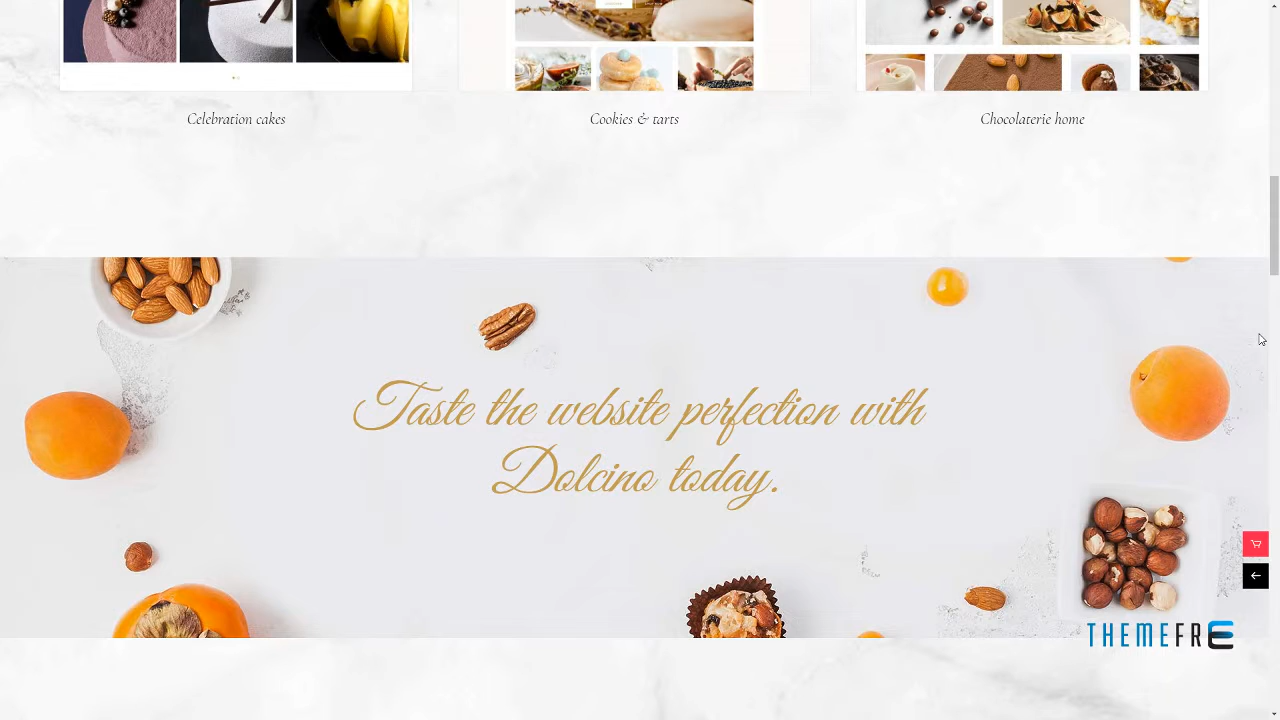 Celebration cakes
Cookies & tarts
Chocolaterie home
Taste the website perfection with
Dolcino today.
THEMEFRE